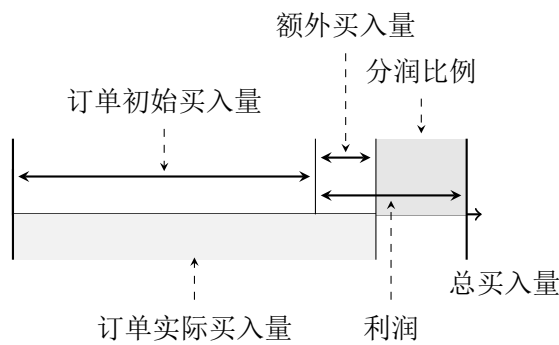 额外买入量
分润比例
订单初始买入量
总买入量
订单实际买入量
利润